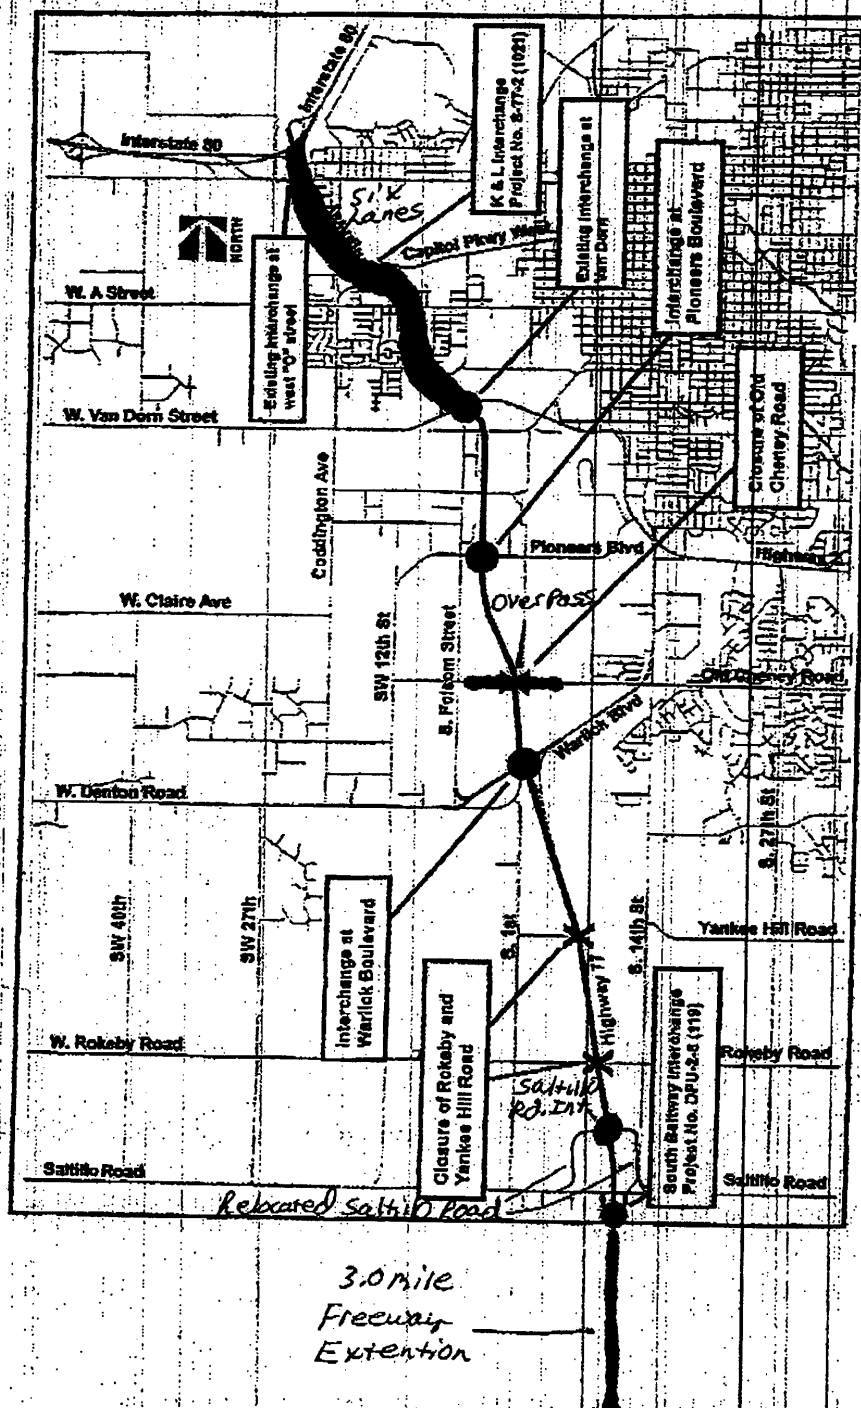 Interstate 80
Interstate 80
K & L Interchange
Project No. S-77-2 (1021)
Existing Interchange at
Van Dorn
Interchange at
Pioneers Boulevard
NORTH
Six
Lanes
Capitol Pkwy West
W. A Street
Existing Interchange at
West "O" street
Closure of Old
Cheney Road
W. Van Dorn Street
Coddington Ave
Pioneers Blvd
Highway 2
W. Claire Ave
OverPass
SW 12th St
S. Folsom Street
Old Cheney Road
Warlick Blvd
W. Denton Road
S. 27th St
SW 40th
SW 27th
Interchange at
Warlick Boulevard
S. 1st
S. 14th St
Yankee Hill Road
Closure of Rokeby and
Yankee Hill Road
Highway 77
South Beltway Interchange
Project No. DPU-2-6 (119)
W. Rokeby Road
Rokeby Road
Saltillo
Rd. Int.
Saltillo Road
Saltillo Road
Relocated Saltillo Road
3.0 mile
Freeway
Extention